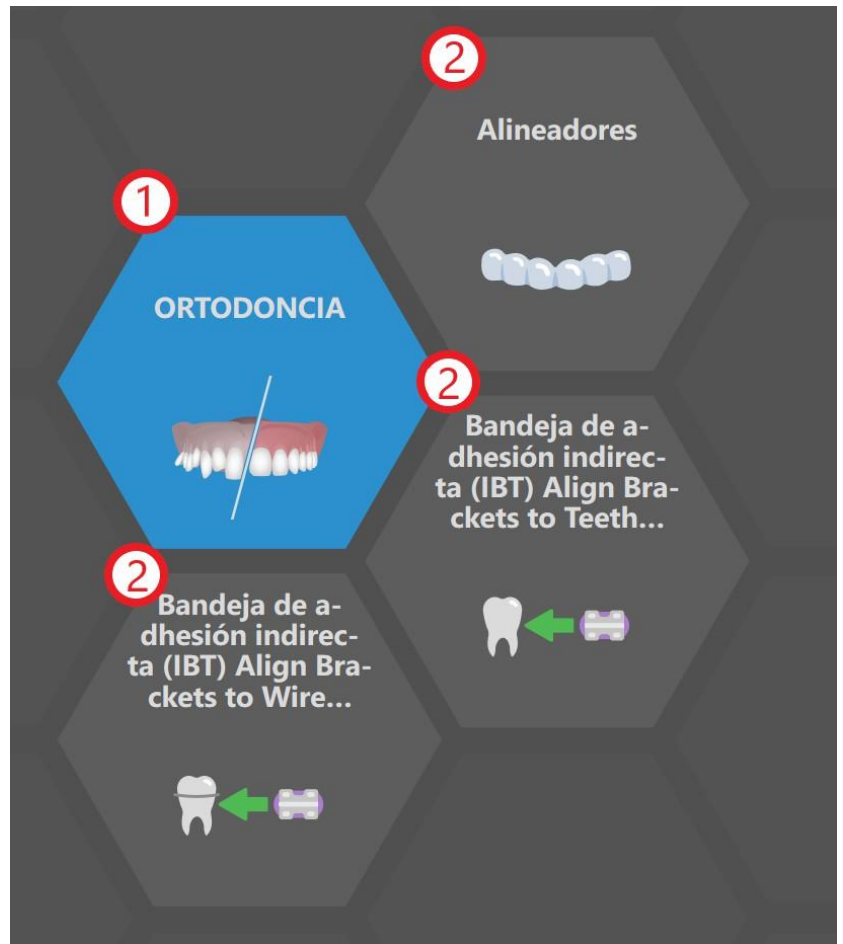 1
ORTODONCIA
2
Alineadores
2
Bandeja de a-
dhesión indirec-
ta (IBT) Align Bra-
ckets to Teeth...
2
Bandeja de a-
dhesión indirec-
ta (IBT) Align Bra-
ckets to Wire...